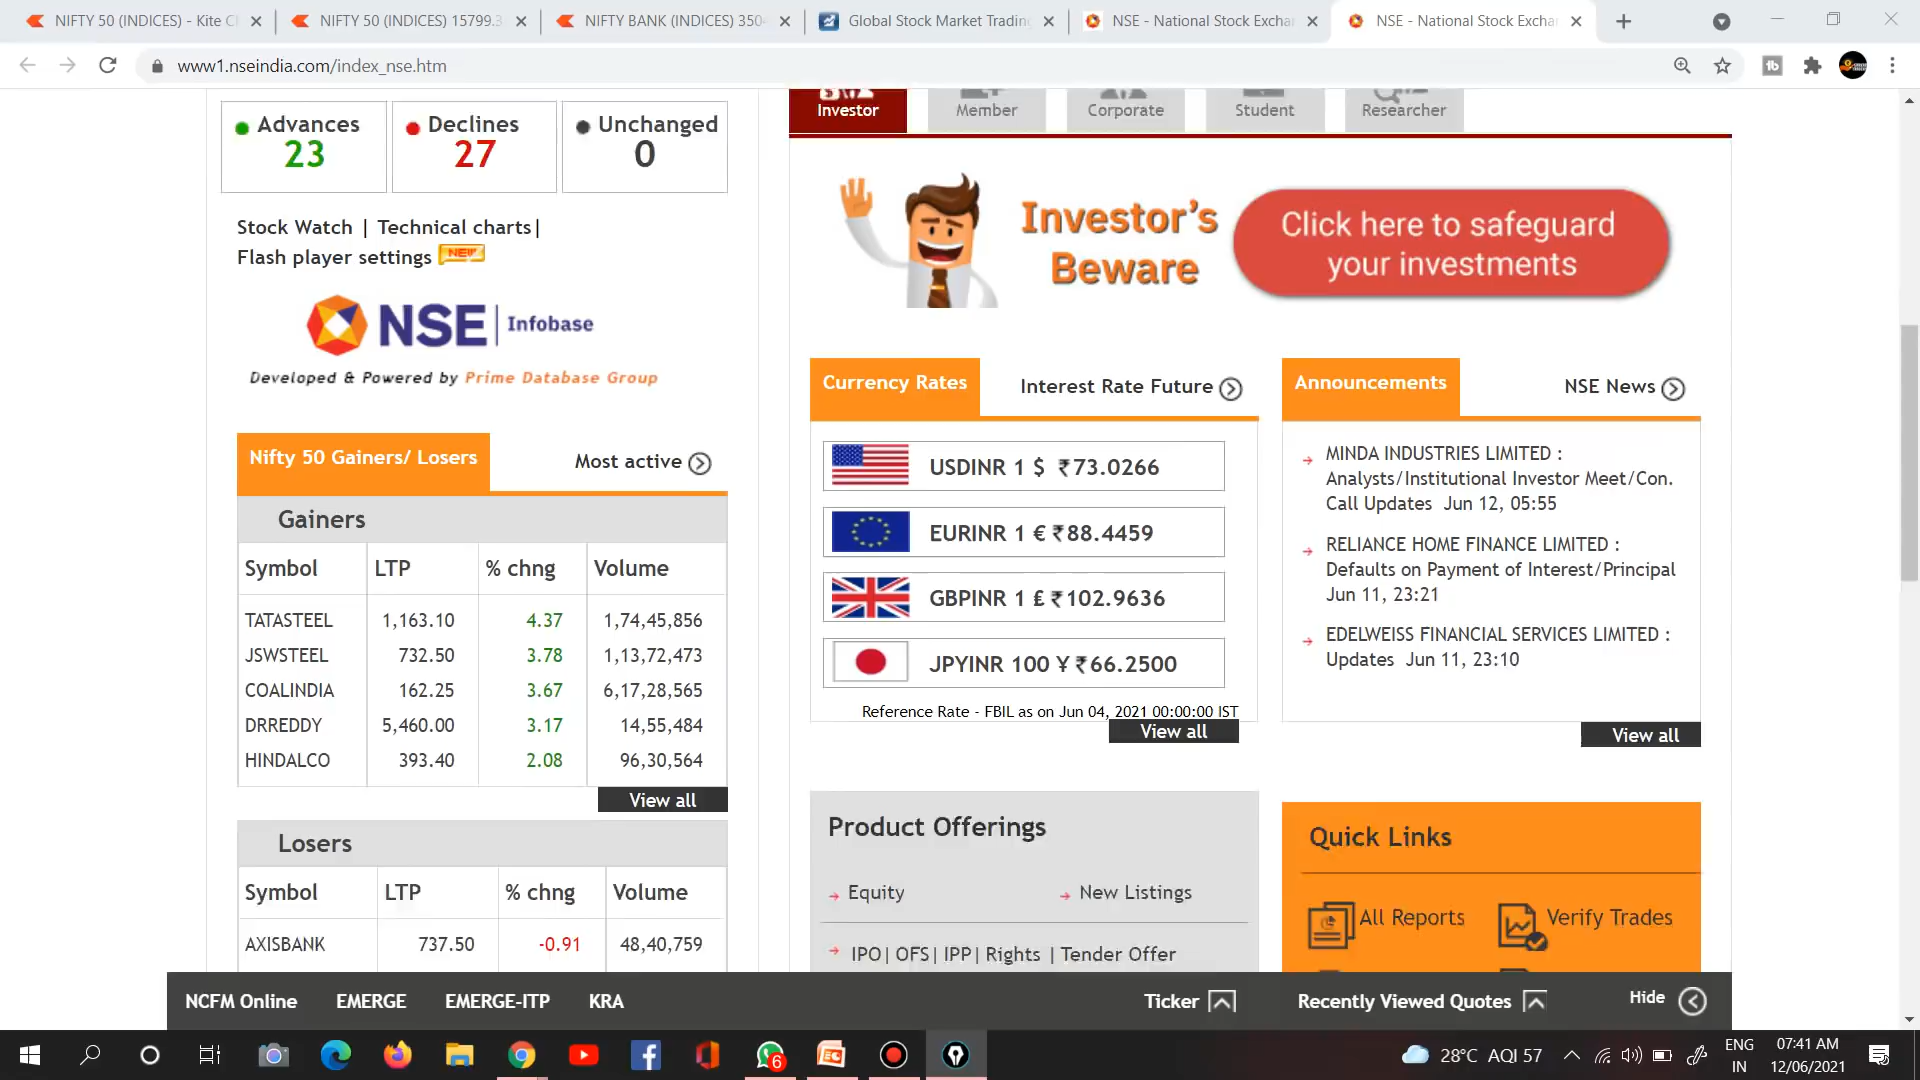 NIFTY 50 (INDICES) - Kite C
NIFTY 50 (INDICES) 15799.3
NIFTY BANK (INDICES) 350
Global Stock Market Trading
NSE - National Stock Excha
NSE - National Stock Excha
www1.nseindia.com/index_nse.htm
Advances
23
Declines
27
Unchanged
0
Stock Watch | Technical charts|
Flash player settings NEW
NSE Infobase
Developed & Powered by Prime Database Group
Nifty 50 Gainers/ Losers
Most active
Gainers
Symbol LTP % chng Volume
TATASTEEL 1,163.10 4.37 1,74,45,856
JSWSTEEL 732.50 3.78 1,13,72,473
COALINDIA 162.25 3.67 6,17,28,565
DRREDDY 5,460.00 3.17 14,55,484
HINDALCO 393.40 2.08 96,30,564
View all
Losers
Symbol LTP % chng Volume
AXISBANK 737.50 -0.91 48,40,759
Investor
Member
Corporate
Student
Researcher
Investor's
Beware
Click here to safeguard
your investments
Currency Rates
Interest Rate Future
USDINR 1 $ ₹73.0266
EURINR 1 € ₹88.4459
GBPINR 1 £ ₹102.9636
JPYINR 100 ¥ ₹66.2500
Reference Rate - FBIL as on Jun 04, 2021 00:00:00 IST
View all
Announcements
NSE News
MINDA INDUSTRIES LIMITED :
Analysts/Institutional Investor Meet/Con.
Call Updates Jun 12, 05:55
RELIANCE HOME FINANCE LIMITED :
Defaults on Payment of Interest/Principal
Jun 11, 23:21
EDELWEISS FINANCIAL SERVICES LIMITED :
Updates Jun 11, 23:10
View all
Product Offerings
Equity
New Listings
IPO| OFS| IPP| Rights | Tender Offer
Quick Links
All Reports
Verify Trades
NCFM Online
EMERGE
EMERGE-ITP
KRA
Ticker
Recently Viewed Quotes
Hide
6
28°C AQI 57
ENG
IN
07:41 AM
12/06/2021